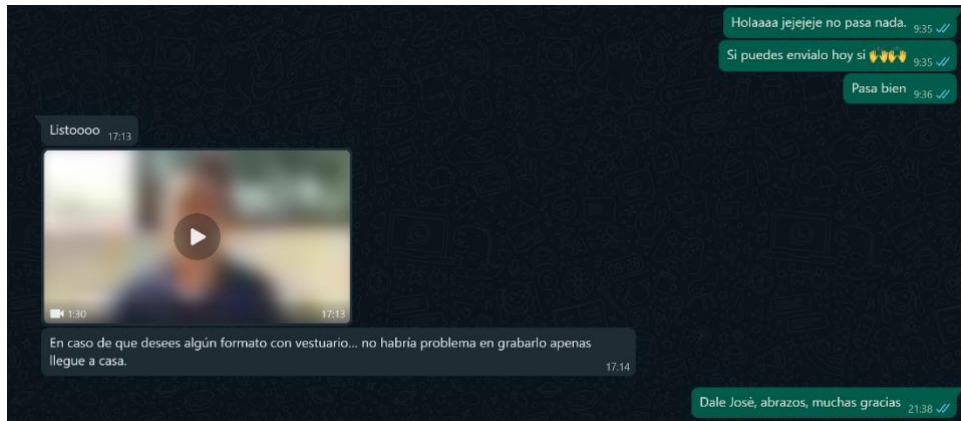 Holaaaa jejejeje no pasa nada. 9:35
Si puedes envialo hoy si 🙌🙌 9:35
Pasa bien 9:36
Listoooo 17:13
1:30 17:13
En caso de que desees algún formato con vestuario... no habría problema en grabarlo apenas
llegue a casa. 17:14
Dale Josè, abrazos, muchas gracias 21:38